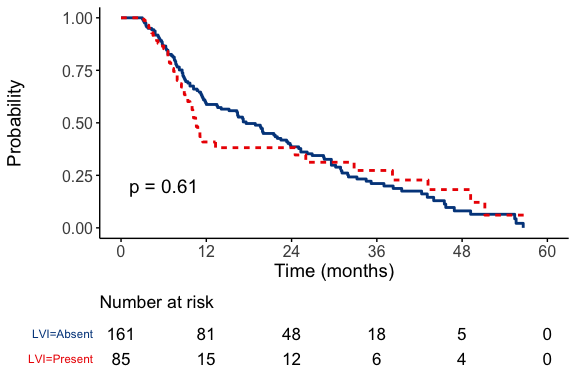 1.00
0.75
0.50
0.25
0.00
Probability
p = 0.61
0 12 24 36 48 60
Time (months)
Number at risk
LVI=Absent 161 81 48 18 5 0
LVI=Present 85 15 12 6 4 0